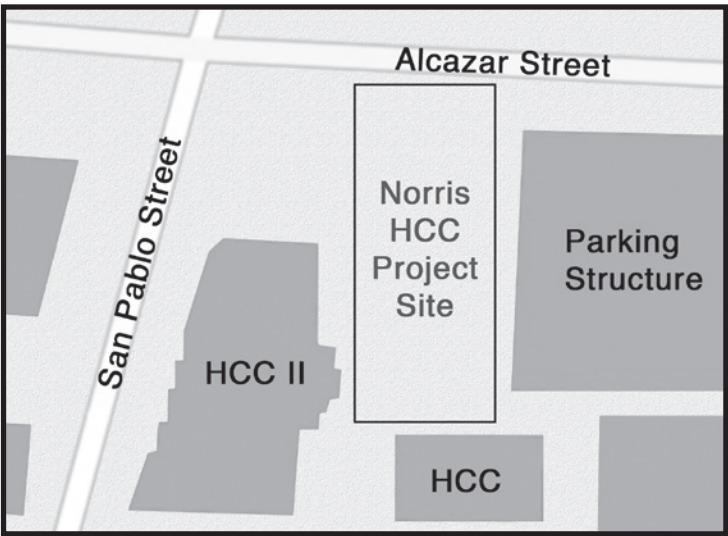 Alcazar Street
San Pablo Street
Norris
HCC
Project
Site
Parking
Structure
HCC II
HCC